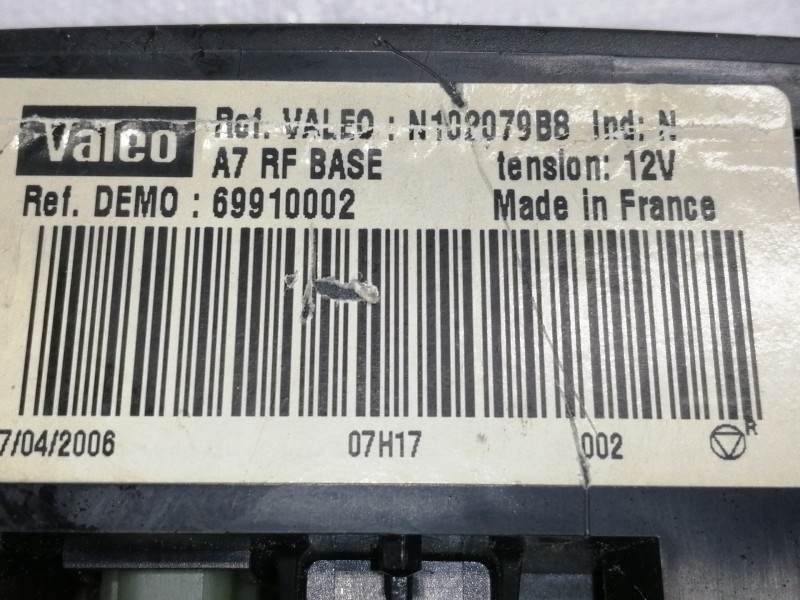 Valeo Ref. VALEO : N102079B8 Ind: N
A7 RF BASE tension: 12V
Ref. DEMO : 69910002 Made in France
7/04/2006 07H17 002 R